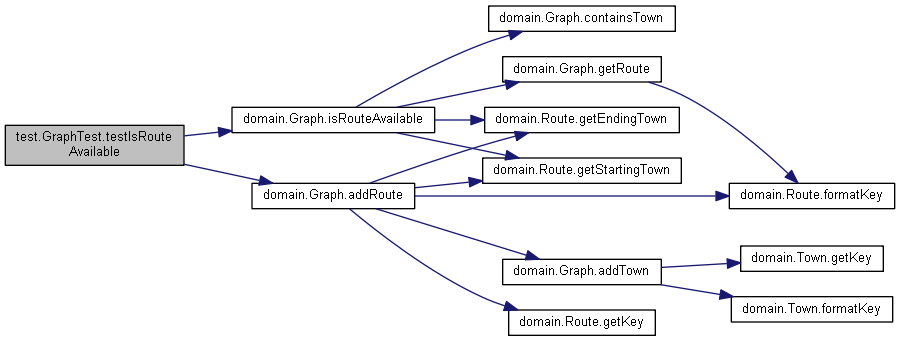 domain.Graph.containsTown
domain.Graph.getRoute
test.GraphTest.testIsRoute
Available
domain.Graph.isRouteAvailable
domain.Route.getEndingTown
domain.Route.getStartingTown
domain.Graph.addRoute
domain.Route.formatKey
domain.Graph.addTown
domain.Town.getKey
domain.Town.formatKey
domain.Route.getKey